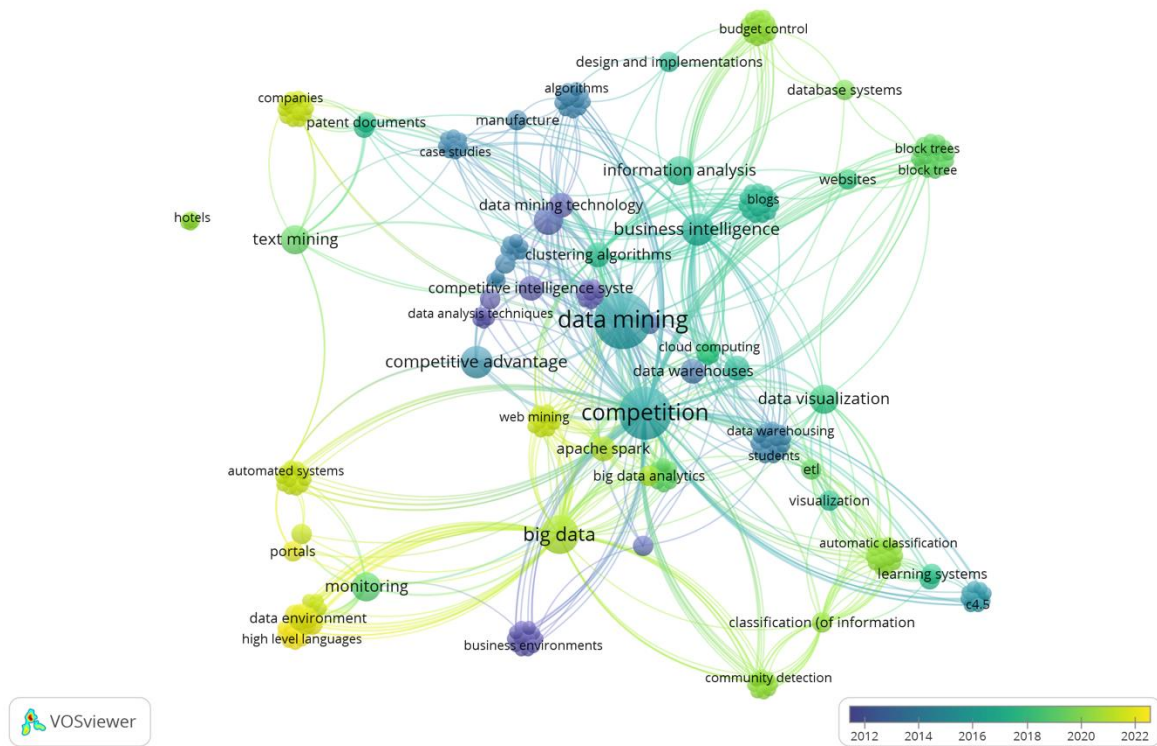 budget control
design and implementations
algorithms
database systems
companies
patent documents
manufacture
case studies
block trees
block tree
information analysis
websites
blogs
data mining technology
hotels
text mining
business intelligence
clustering algorithms
competitive intelligence syste
data analysis techniques
data mining
cloud computing
competitive advantage
data warehouses
data visualization
web mining
competition
data warehousing
apache spark
students
automated systems
big data analytics
etl
visualization
big data
portals
automatic classification
monitoring
learning systems
c4.5
data environment
high level languages
business environments
classification (of information
community detection
VOSviewer
2012 2014 2016 2018 2020 2022